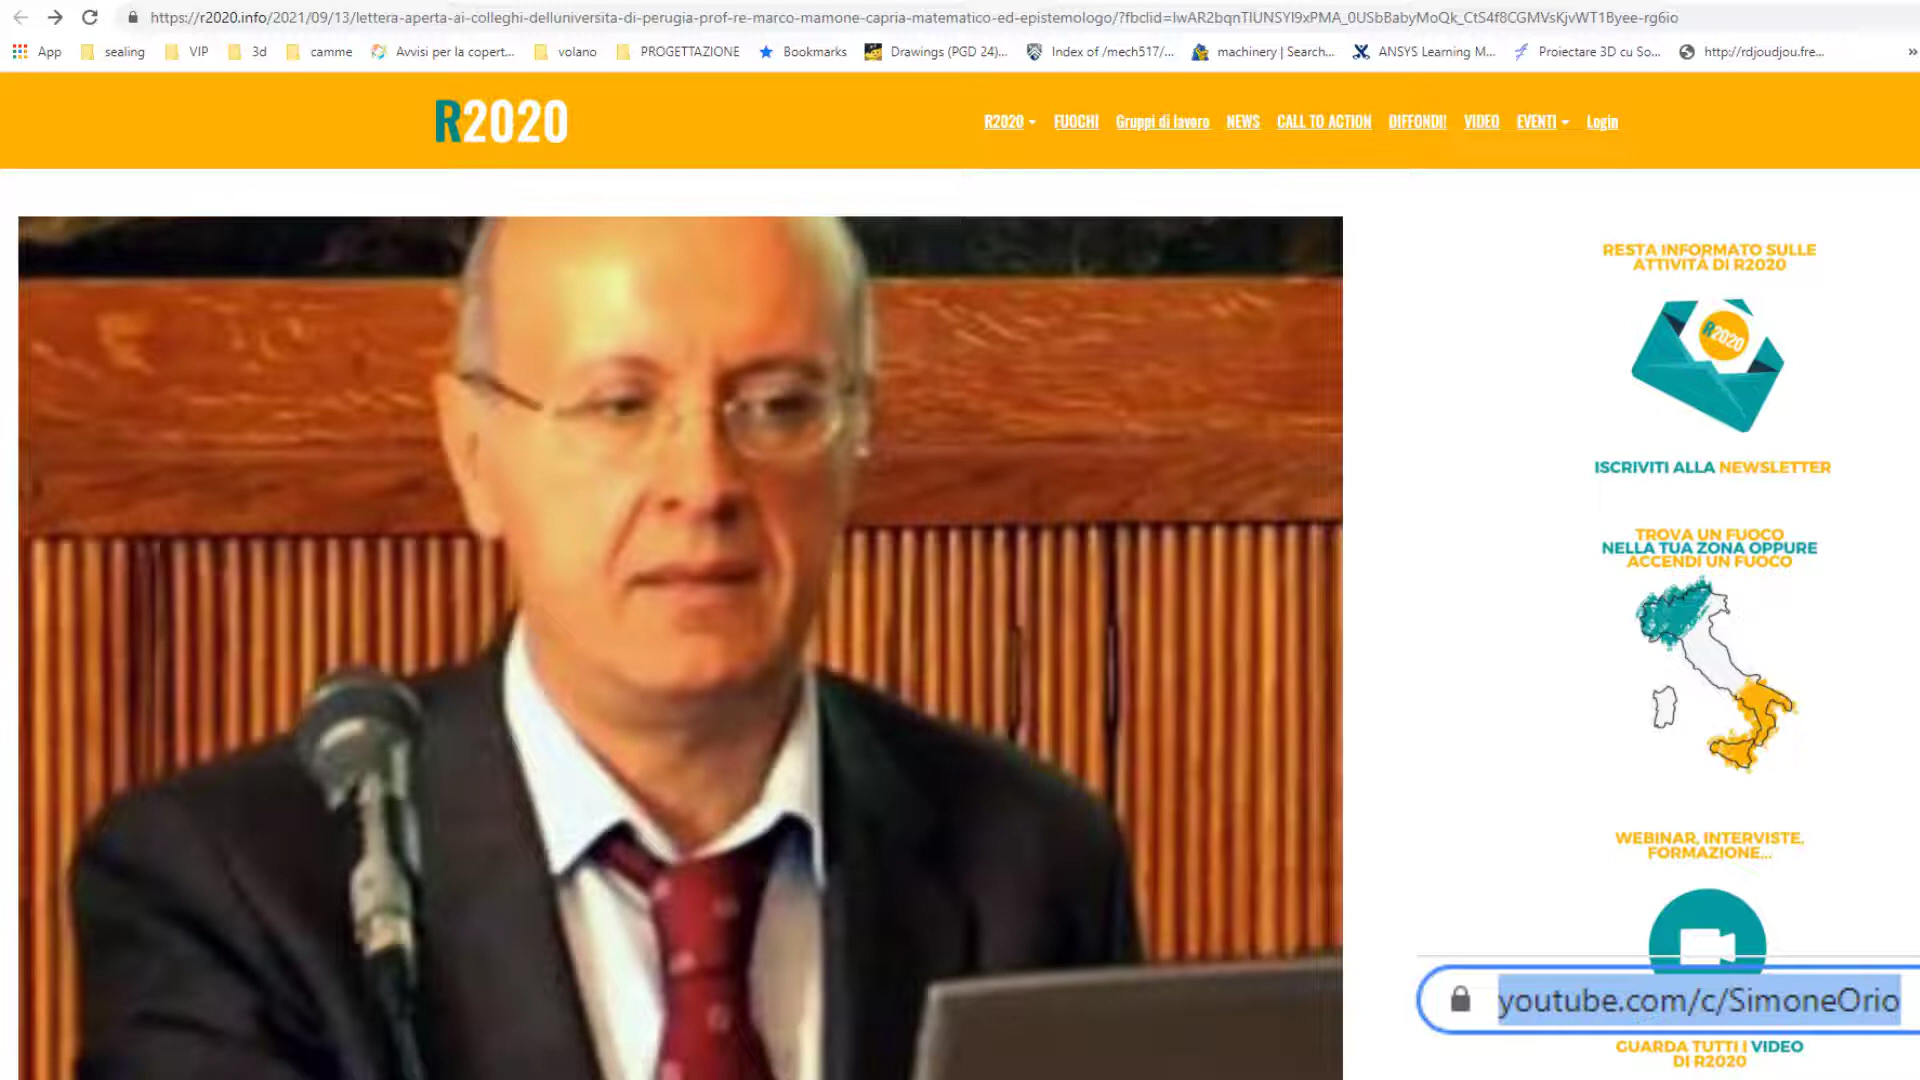 https://r2020.info/2021/09/13/lettera-aperta-ai-colleghi-delluniversita-di-perugia-prof-re-marco-mamone-capria-matematico-ed-epistemologo/?fbclid=IwAR2bqnTlUNSYl9xPMA_0USbBabyMoQk_CtS4f8CGMVsKjvWT1Byee-rg6io
App sealing VIP 3d camme Avvisi per la copert... volano PROGETTAZIONE Bookmarks Drawings (PGD 24)... Index of /mech517/... machinery | Search... ANSYS Learning M... Proiectare 3D cu So... http://rdjoudjou.fre... »
R2020
R2020 FUOCHI Gruppi di lavoro NEWS CALL TO ACTION DIFFONDI! VIDEO EVENTI Login
RESTA INFORMATO SULLE
ATTIVITÀ DI R2020
R2020
ISCRIVITI ALLA NEWSLETTER
TROVA UN FUOCO
NELLA TUA ZONA OPPURE
ACCENDI UN FUOCO
WEBINAR, INTERVISTE,
FORMAZIONE...
youtube.com/c/SimoneOrio
GUARDA TUTTI I VIDEO
DI R2020